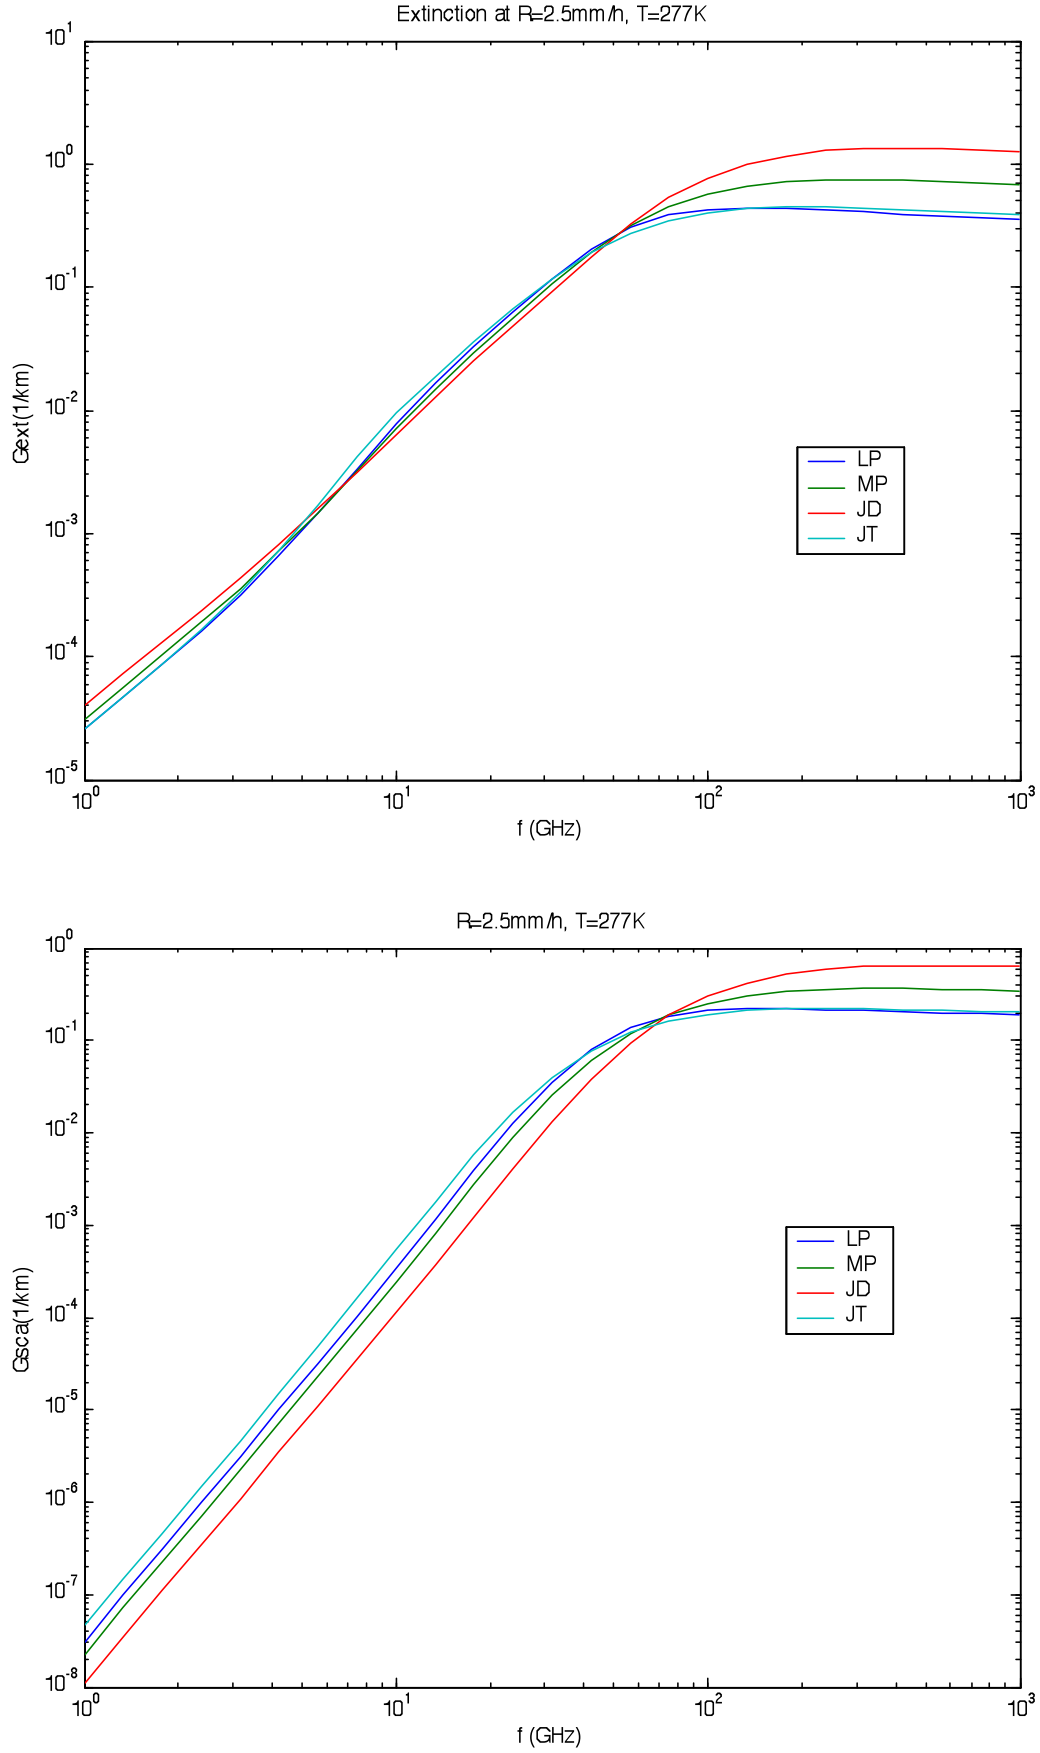 Extinction at R=2.5mm/h, T=277K
10^1
10^0
10^-1
10^-2
10^-3
10^-4
10^-5
Gext(1/km)
LP
MP
JD
JT
10^0 10^1 10^2 10^3
f (GHz)
R=2.5mm/h, T=277K
10^0
10^-1
10^-2
10^-3
10^-4
10^-5
10^-6
10^-7
10^-8
Gsca(1/km)
LP
MP
JD
JT
10^0 10^1 10^2 10^3
f (GHz)